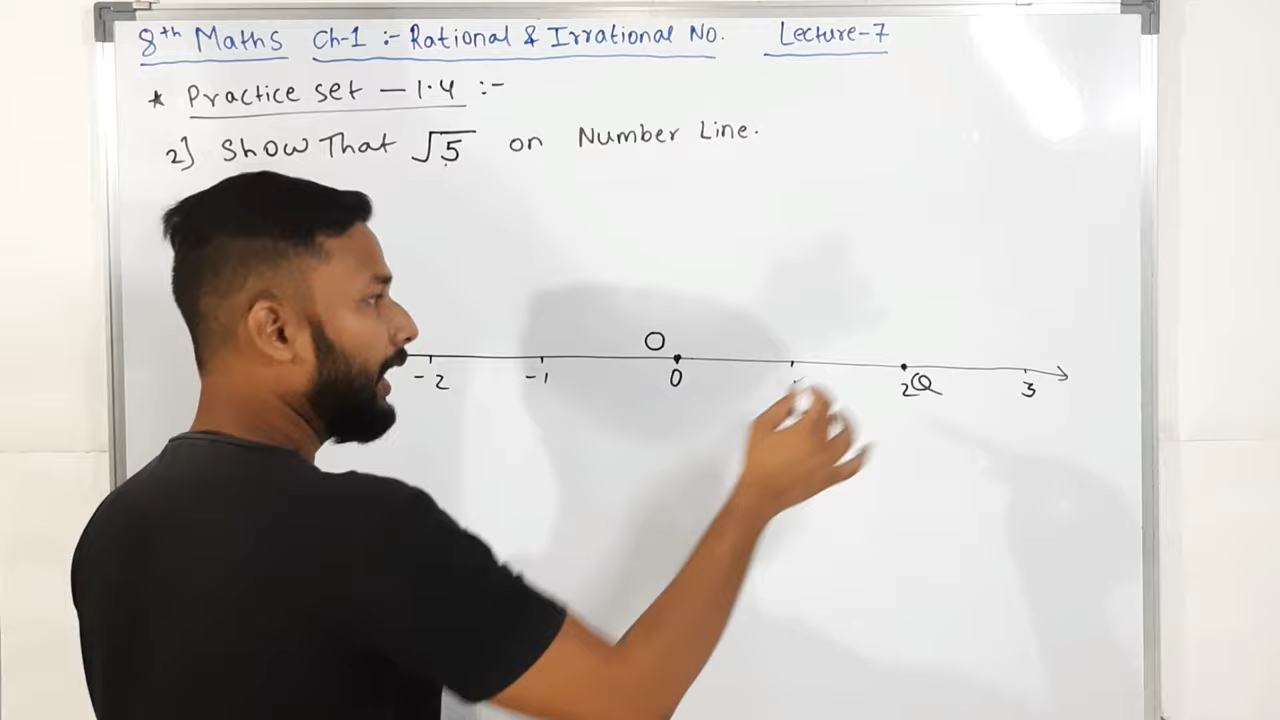 8th Maths Ch-1 :- Rational & Irrational No. Lecture-7
* Practice set - 1.4 :-
2] Show That √5 on Number Line.
O
-2 -1 0 2 Q 3